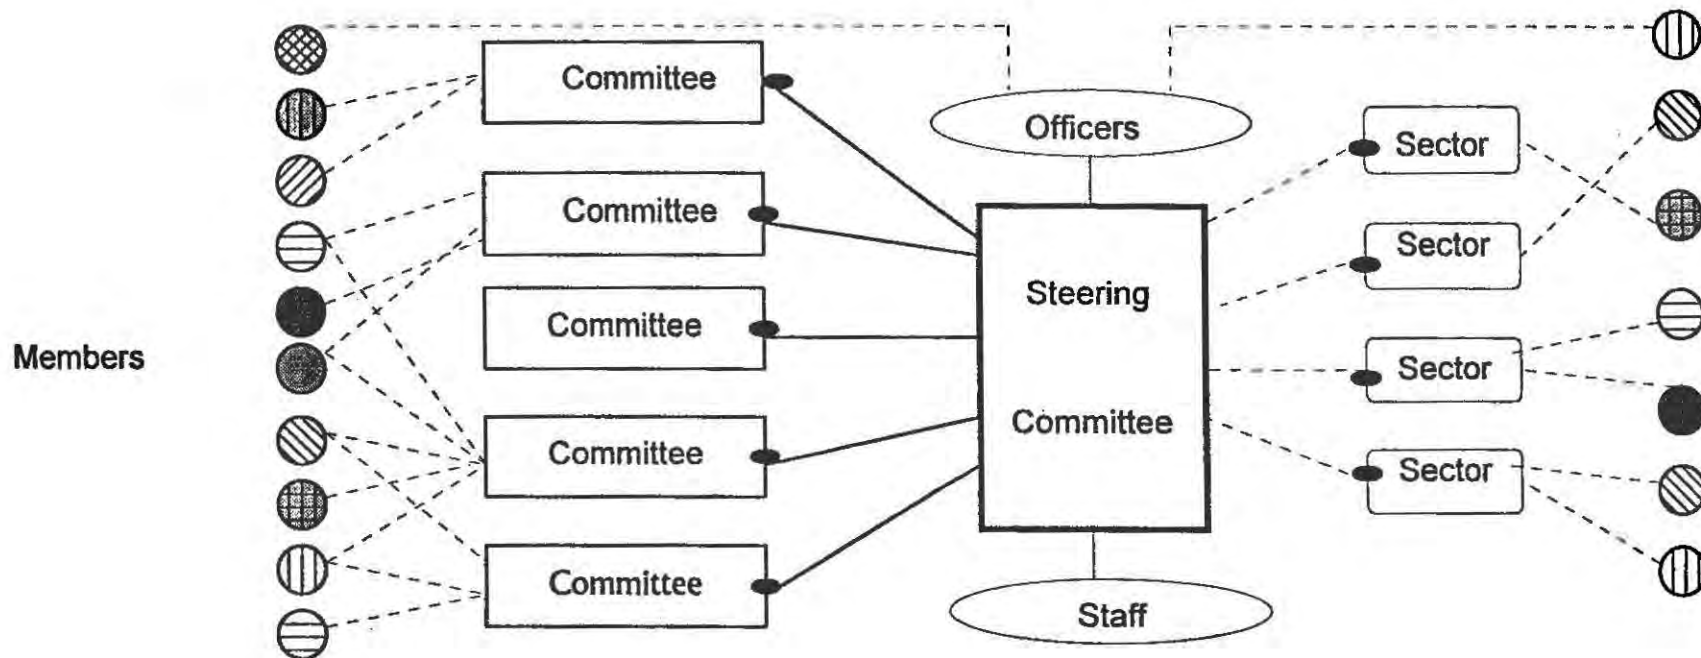 Members
Committee
Committee
Committee
Committee
Committee
Officers
Steering
Committee
Staff
Sector
Sector
Sector
Sector